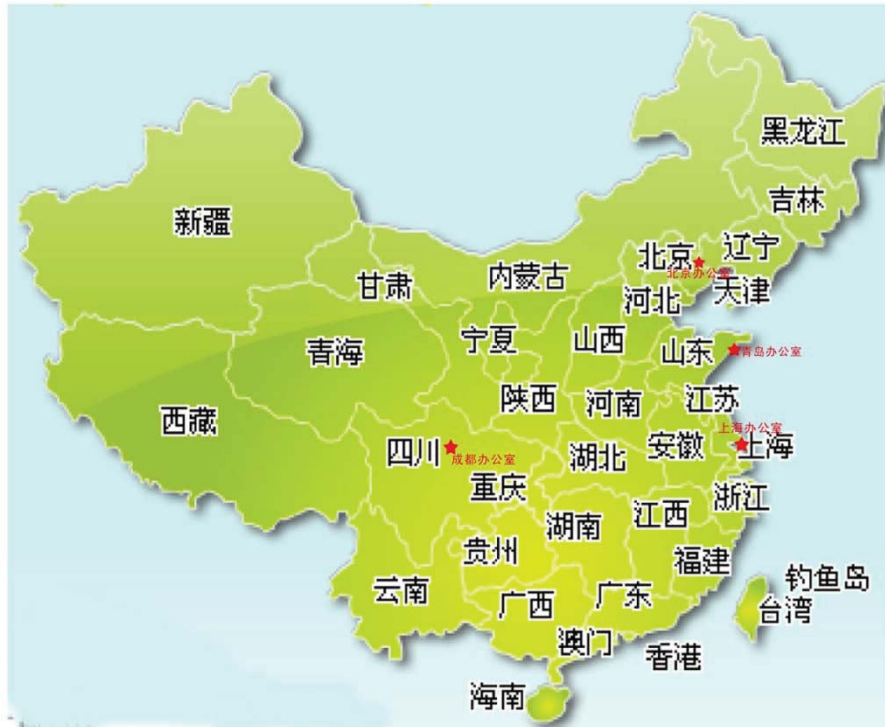 黑龙江
吉林
新疆
北京
辽宁
北京办公室
甘肃
内蒙古
河北
天津
宁夏
山西
青海
山东
青岛办公室
陕西
河南
江苏
西藏
上海办公室
四川
成都办公室
湖北
安徽
上海
重庆
浙江
湖南
江西
贵州
福建
云南
广西
广东
钓鱼岛
台湾
澳门
香港
海南